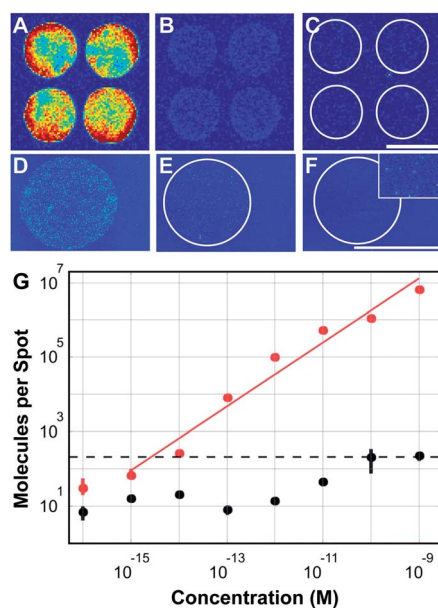 A B C
D E F
G
Molecules per Spot
10^7
10^5
10^3
10^1
10^-15 10^-13 10^-11 10^-9
Concentration (M)